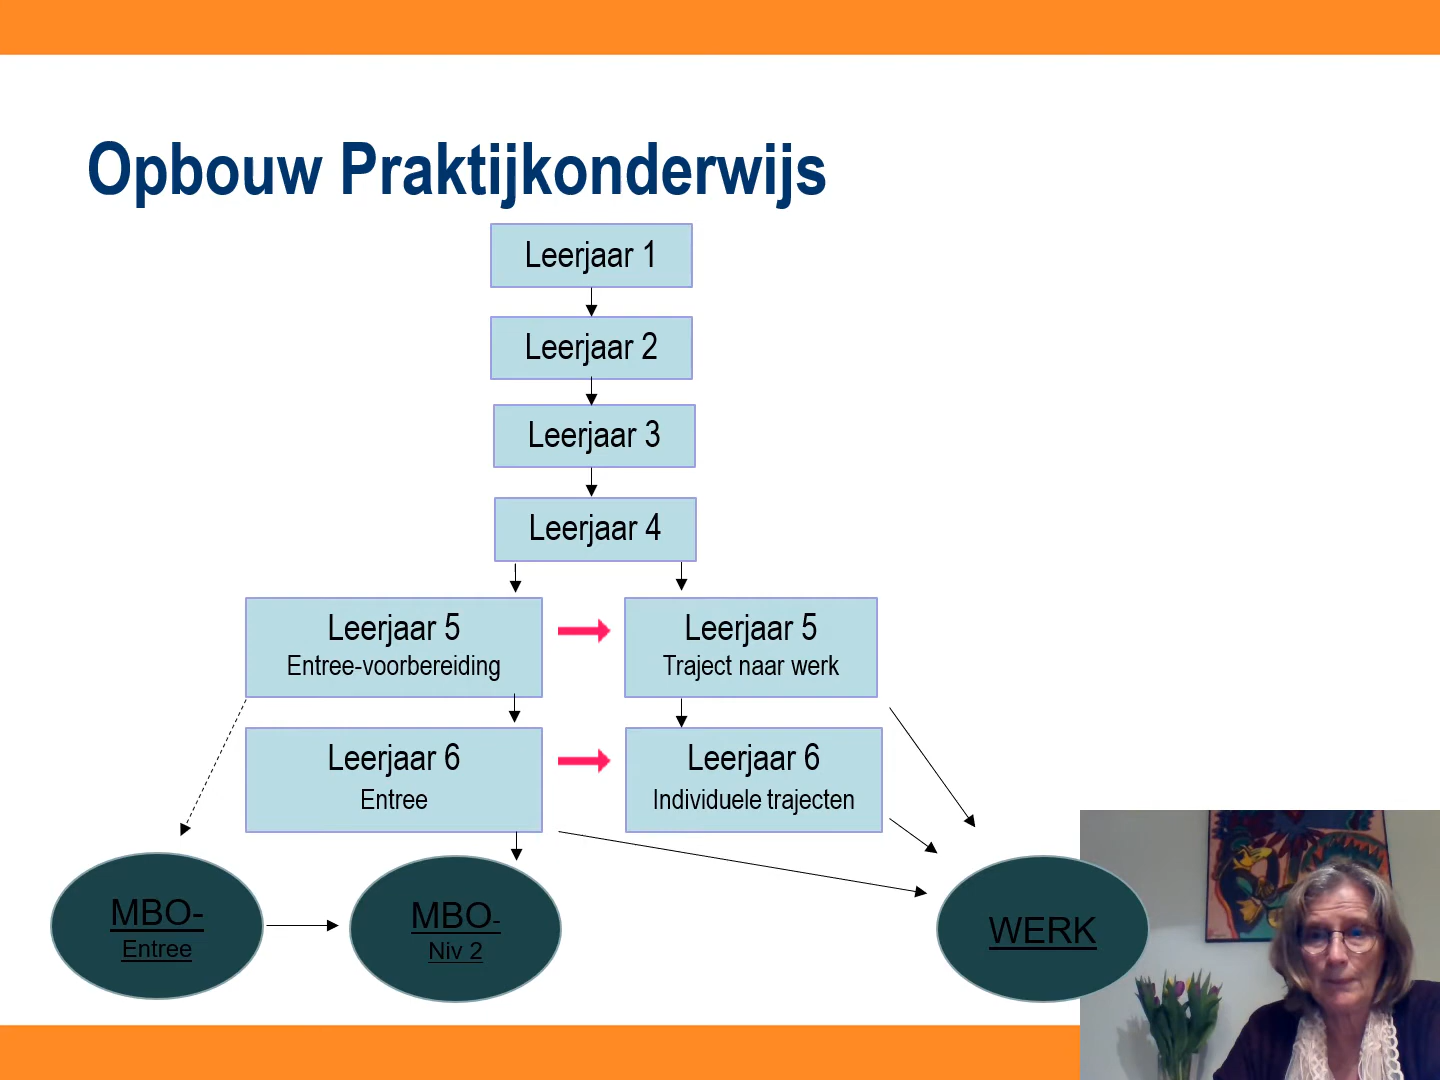 Opbouw Praktijkonderwijs
Leerjaar 1
Leerjaar 2
Leerjaar 3
Leerjaar 4
Leerjaar 5
Entree-voorbereiding
Leerjaar 5
Traject naar werk
Leerjaar 6
Entree
Leerjaar 6
Individuele trajecten
MBO-
Entree
MBO-
Niv 2
WERK